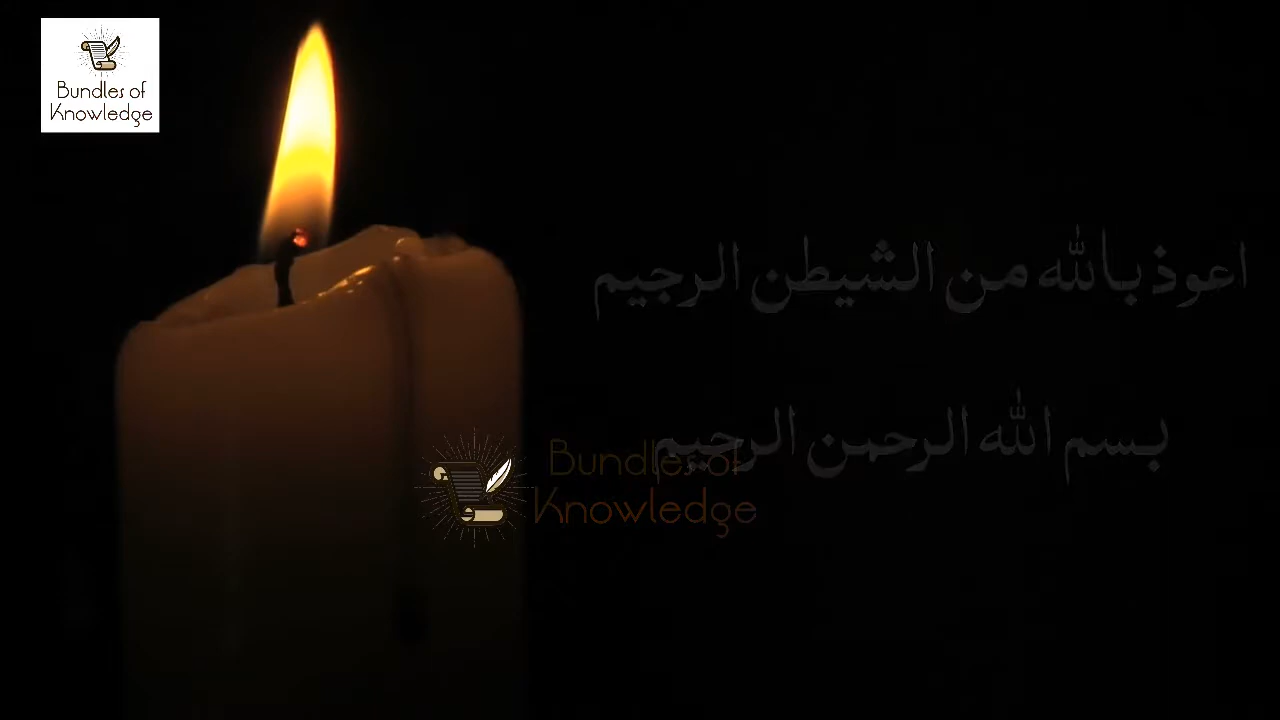 Bundles of
Knowledge
اعوذ بالله من الشيطن الرجيم
بسم الله الرحمن الرحيم
Bundles of
Knowledge